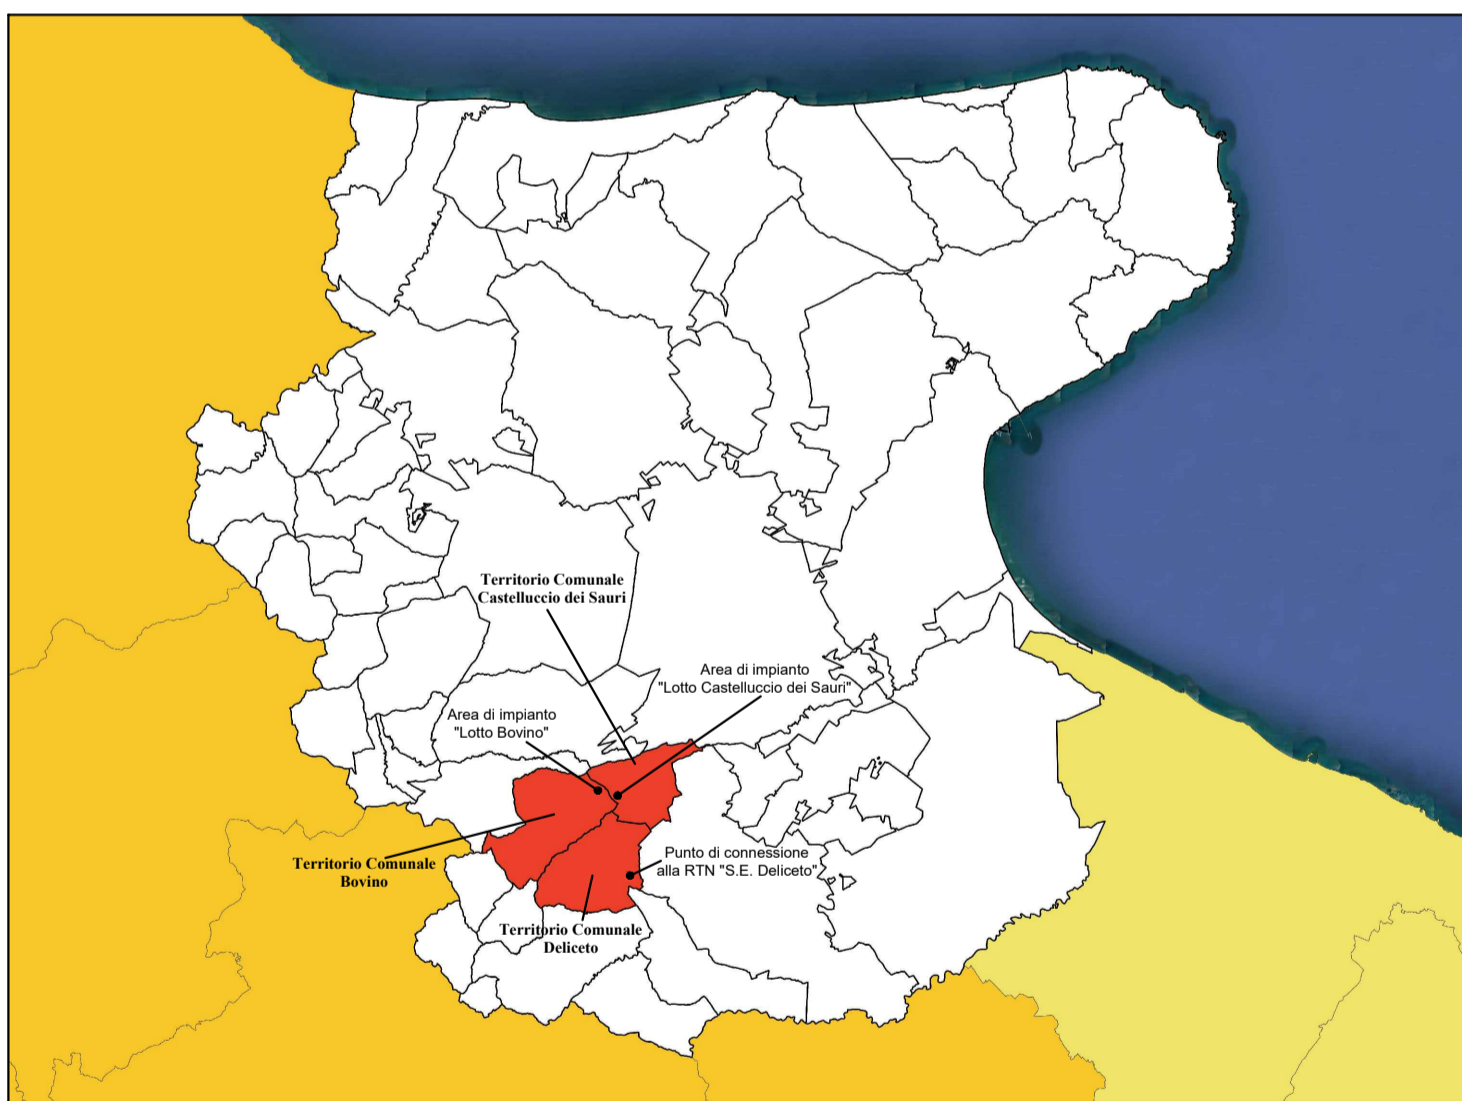 Territorio Comunale
Castelluccio dei Sauri
Area di impianto
"Lotto Castelluccio dei Sauri"
Area di impianto
"Lotto Bovino"
Territorio Comunale
Bovino
Punto di connessione
alla RTN "S.E. Deliceto"
Territorio Comunale
Deliceto